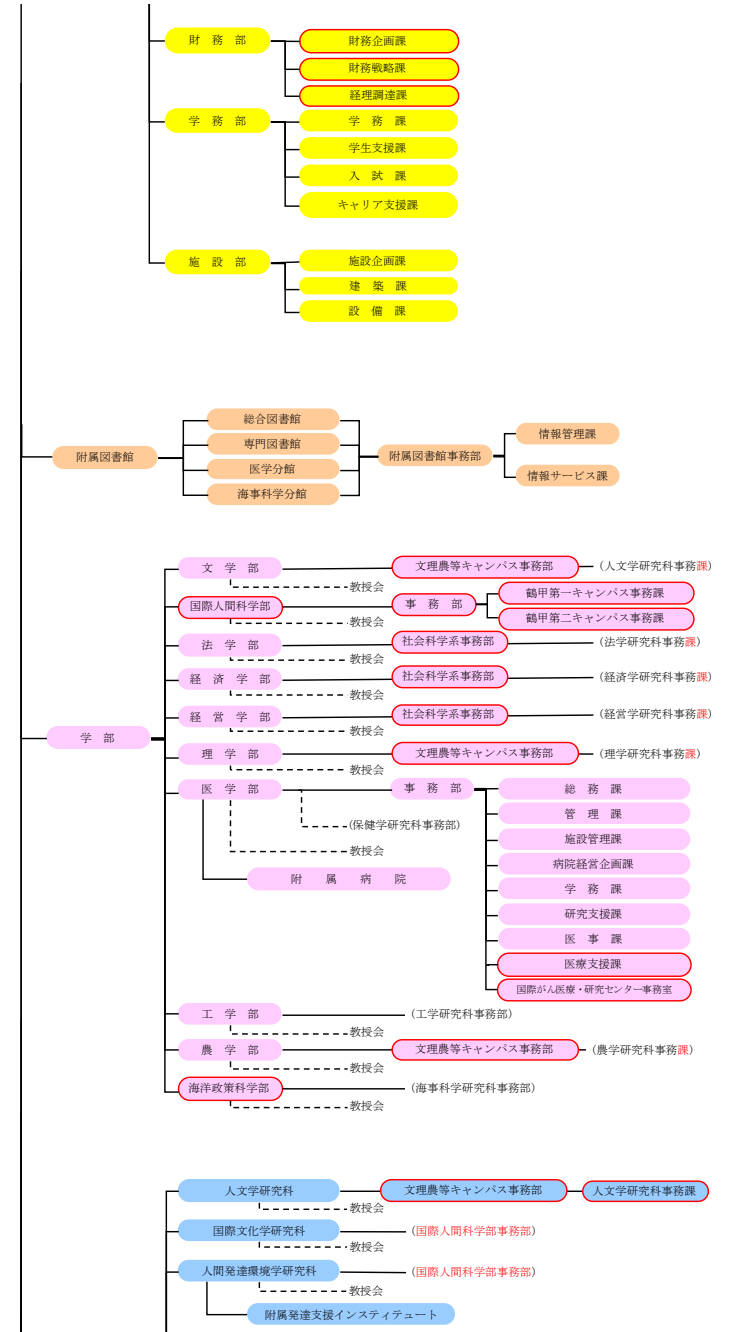 財 務 部
財務企画課
財務戦略課
経理調達課
学 務 部
学 務 課
学生支援課
入 試 課
キャリア支援課
施 設 部
施設企画課
建 築 課
設 備 課
附属図書館
総合図書館
専門図書館
医学分館
海事科学分館
附属図書館事務部
情報管理課
情報サービス課
学 部
文 学 部
文理農等キャンパス事務部
(人文学研究科事務課)
教授会
国際人間科学部
事 務 部
鶴甲第一キャンパス事務課
鶴甲第二キャンパス事務課
教授会
法 学 部
社会科学系事務部
(法学研究科事務課)
教授会
経 済 学 部
社会科学系事務部
(経済学研究科事務課)
教授会
経 営 学 部
社会科学系事務部
(経営学研究科事務課)
教授会
理 学 部
文理農等キャンパス事務部
(理学研究科事務課)
教授会
医 学 部
事 務 部
総 務 課
管 理 課
施設管理課
病院経営企画課
学 務 課
研究支援課
医 事 課
医療支援課
国際がん医療・研究センター事務室
(保健学研究科事務部)
教授会
附 属 病 院
工 学 部
(工学研究科事務部)
教授会
農 学 部
文理農等キャンパス事務部
(農学研究科事務課)
教授会
海洋政策科学部
(海事科学研究科事務部)
教授会
人文学研究科
文理農等キャンパス事務部
人文学研究科事務課
教授会
国際文化学研究科
(国際人間科学部事務部)
教授会
人間発達環境学研究科
(国際人間科学部事務部)
教授会
附属発達支援インスティテュート